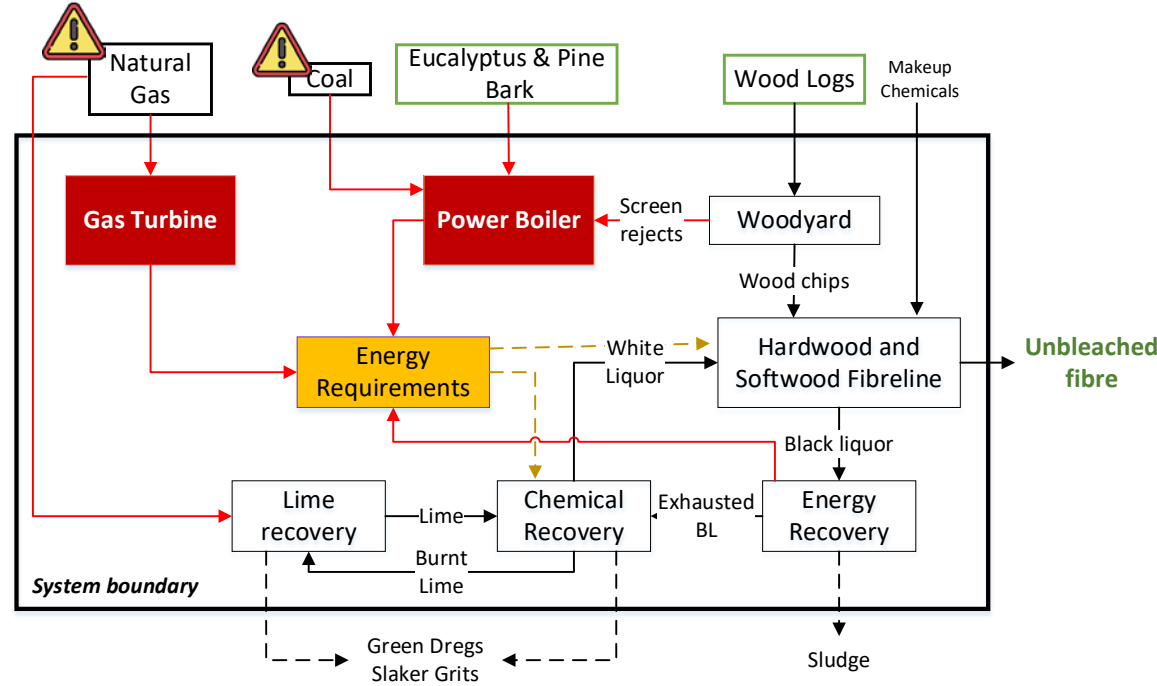 Natural
Gas
Coal
Eucalyptus & Pine
Bark
Wood Logs
Makeup
Chemicals
Gas Turbine
Power Boiler
Screen
rejects
Woodyard
Wood chips
Energy
Requirements
White
Liquor
Hardwood and
Softwood Fibreline
Unbleached
fibre
Black liquor
Lime
recovery
Lime
Chemical
Recovery
Exhausted
BL
Energy
Recovery
Burnt
Lime
System boundary
Green Dregs
Slaker Grits
Sludge